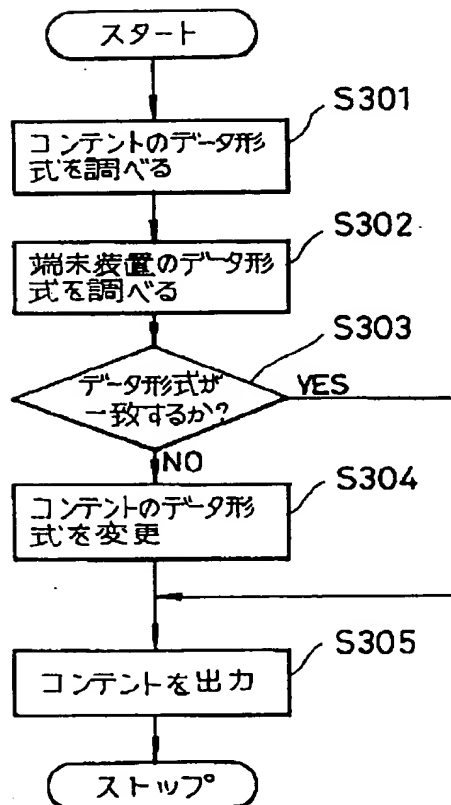 スタート
S301
コンテントのデータ形
式を調べる
S302
端末装置のデータ形
式を調べる
S303
データ形式が
一致するか?
YES
NO
S304
コンテントのデータ形
式を変更
S305
コンテントを出力
ストップ